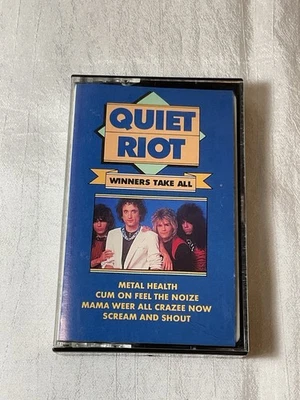 QUIET
RIOT
WINNERS TAKE ALL
METAL HEALTH
CUM ON FEEL THE NOIZE
MAMA WEER ALL CRAZEE NOW
SCREAM AND SHOUT